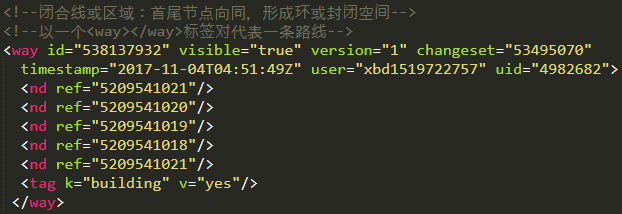 <!--闭合线或区域：首尾节点向同，形成环或封闭空间-->
<!--以一个<way></way>标签对代表一条路线-->
<way id="538137932" visible="true" version="1" changeset="53495070"
timestamp="2017-11-04T04:51:49Z" user="xbd1519722757" uid="4982682">
<nd ref="5209541021"/>
<nd ref="5209541020"/>
<nd ref="5209541019"/>
<nd ref="5209541018"/>
<nd ref="5209541021"/>
<tag k="building" v="yes"/>
</way>